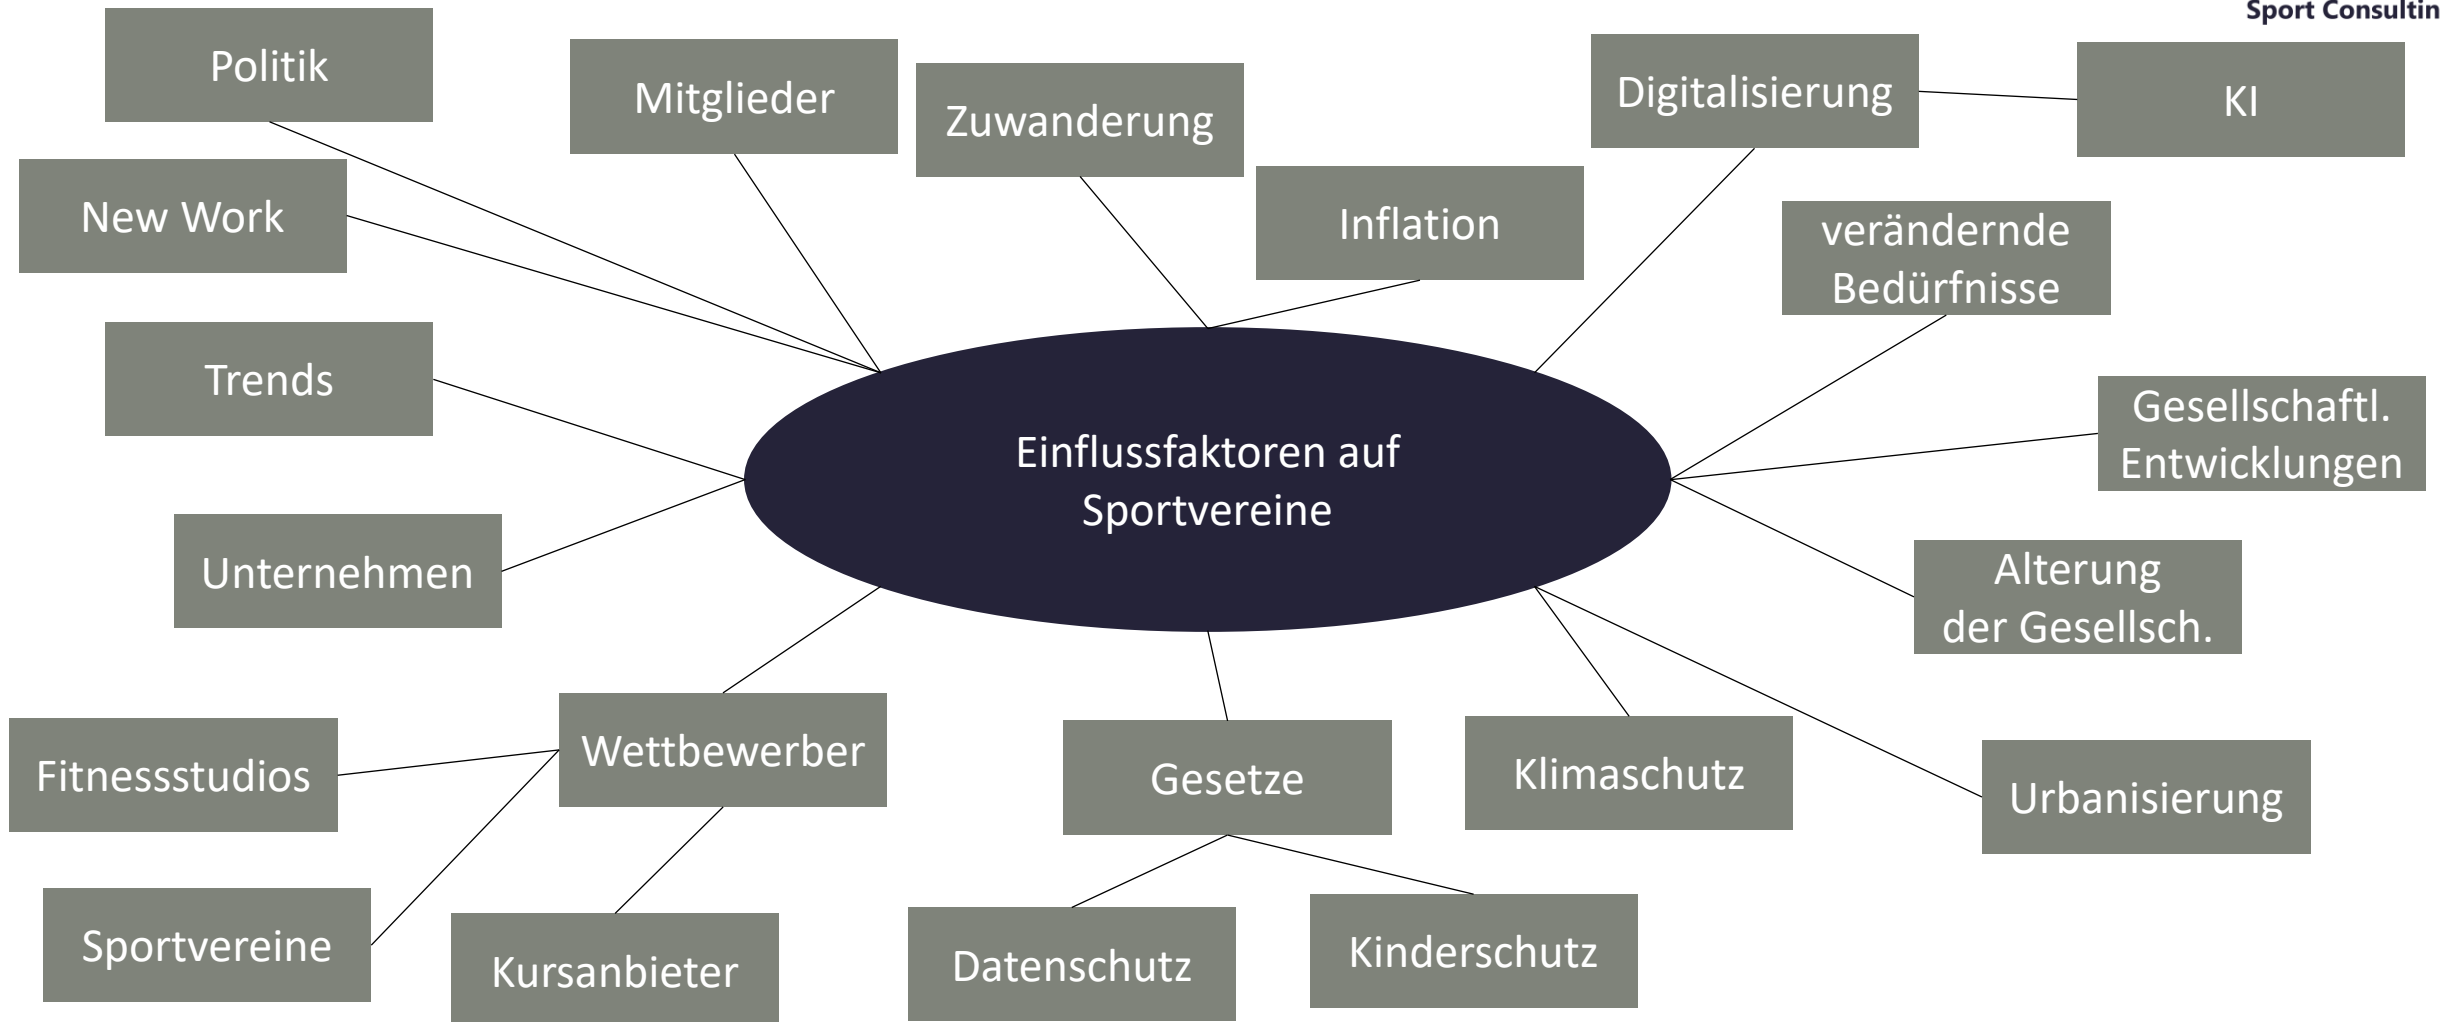 Sport Consultin
Politik
Mitglieder
Zuwanderung
Digitalisierung
KI
New Work
Inflation
verändernde
Bedürfnisse
Trends
Gesellschaftl.
Entwicklungen
Einflussfaktoren auf
Sportvereine
Unternehmen
Alterung
der Gesellsch.
Fitnessstudios
Wettbewerber
Gesetze
Klimaschutz
Urbanisierung
Sportvereine
Kursanbieter
Datenschutz
Kinderschutz